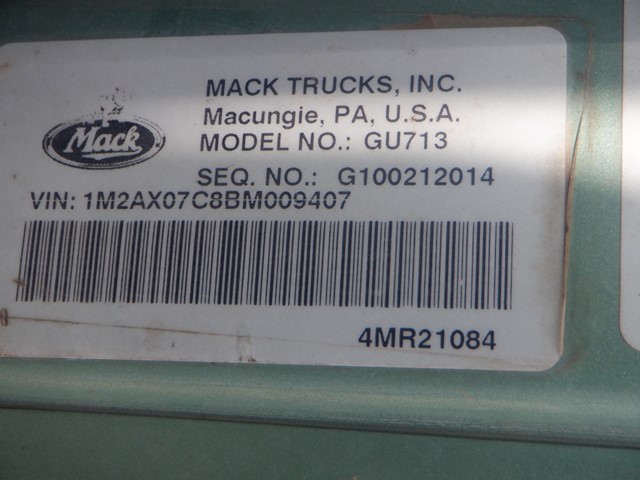 MACK TRUCKS, INC.
Macungie, PA, U.S.A.
Mack
MODEL NO.: GU713
SEQ. NO.: G100212014
VIN: 1M2AX07C8BM009407
4MR21084